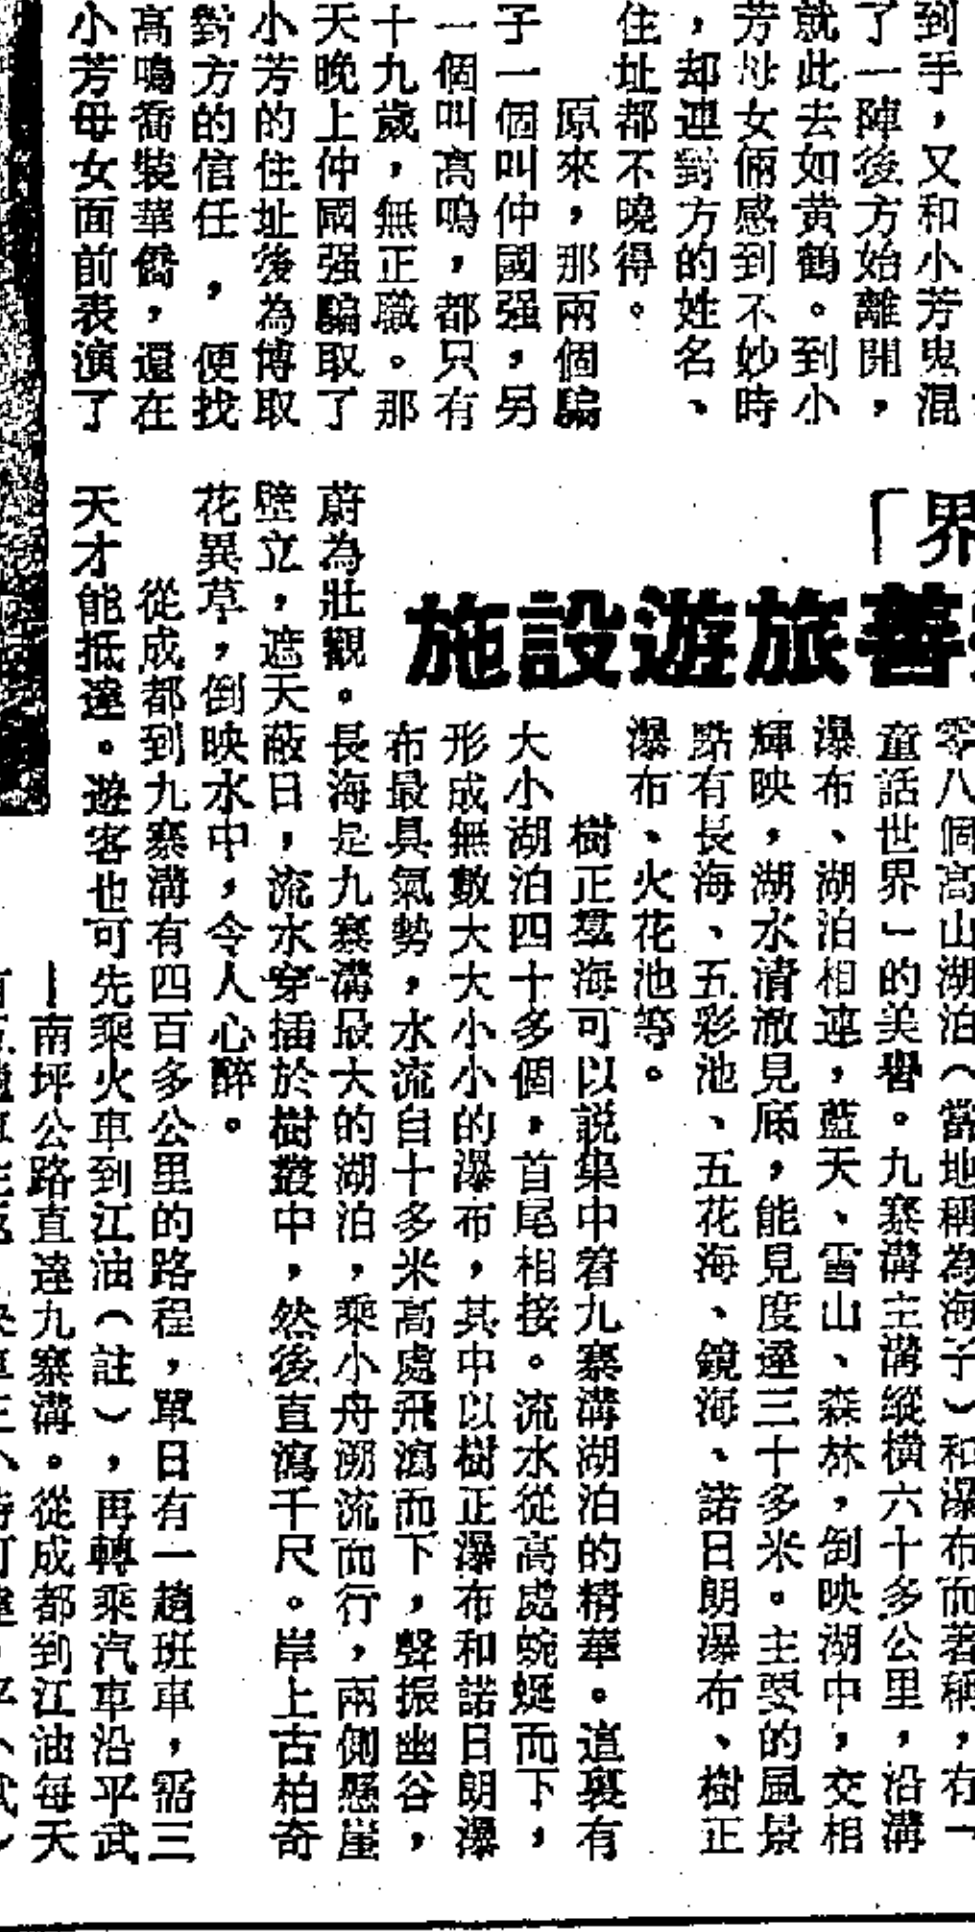 到手，又和小芳鬼混
了一陣後方始離開，
就此去如黄鶴。到小
芳母女倆感到不妙時
，却連對方的姓名、
住址都不曉得。
原來，那兩個騙
子一個叫仲國强，另
一個叫高鳴，都只有
十九歲，無正職。那
天晚上仲國强騙取了
小芳的住址後為博取
對方的信任，便找
高鳴喬裝華僑，還在
小芳母女面前表演了
「界
善旅遊設施
零八個高山湖泊（當地稱為海子）和瀑布而著稱，在一
童話世界」的美譽。九寨溝主溝縱橫六十多公里，沿溝
瀑布、湖泊相連，藍天、雪山、森林，倒映湖中，交相
輝映，湖水清澈見底，能見度達三十多米。主要的風景
點有長海、五彩池、五花海、鏡海、諾日朗瀑布、樹正
瀑布、火花池等。
樹正羣海可以説集中着九寨溝湖泊的精華。這裏有
大小湖泊四十多個，首尾相接。流水從高處蜿蜒而下，
形成無數大大小小的瀑布，其中以樹正瀑布和諾日朗瀑
布最具氣勢，水流自十多米高處飛瀉而下，聲振幽谷，
蔚為壯觀。長海是九寨溝最大的湖泊，乘小舟溯流而行，兩側懸崖
壁立，遮天蔽日，流水穿插於樹叢中，然後直瀉千尺。岸上古柏奇
花異草，倒映水中，令人心醉。
從成都到九寨溝有四百多公里的路程，單日有一趟班車，需三
天才能抵達。遊客也可先乘火車到江油（註），再轉乘汽車沿平武
—南坪公路直達九寨溝。從成都到江油每天